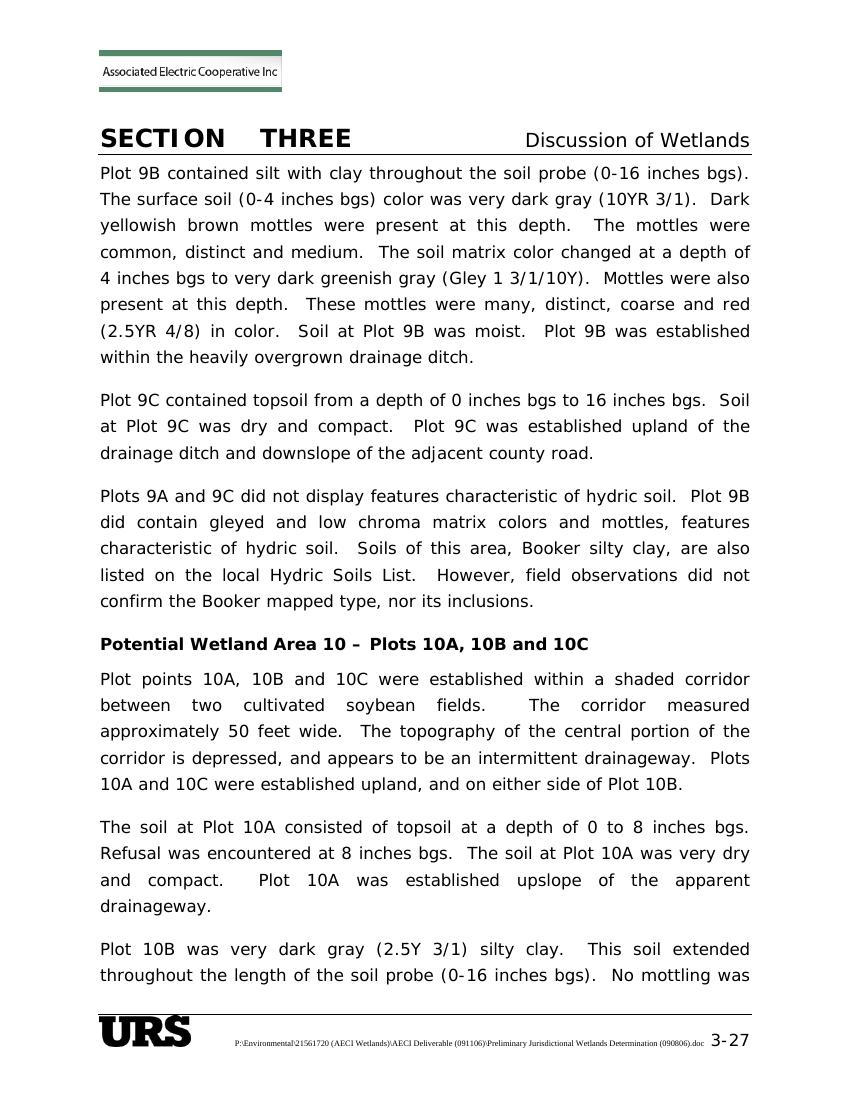 Associated Electric Cooperative Inc
SECTION THREE Discussion of Wetlands
Plot 9B contained silt with clay throughout the soil probe (0-16 inches bgs).
The surface soil (0-4 inches bgs) color was very dark gray (10YR 3/1). Dark
yellowish brown mottles were present at this depth. The mottles were
common, distinct and medium. The soil matrix color changed at a depth of
4 inches bgs to very dark greenish gray (Gley 1 3/1/10Y). Mottles were also
present at this depth. These mottles were many, distinct, coarse and red
(2.5YR 4/8) in color. Soil at Plot 9B was moist. Plot 9B was established
within the heavily overgrown drainage ditch.
Plot 9C contained topsoil from a depth of 0 inches bgs to 16 inches bgs. Soil
at Plot 9C was dry and compact. Plot 9C was established upland of the
drainage ditch and downslope of the adjacent county road.
Plots 9A and 9C did not display features characteristic of hydric soil. Plot 9B
did contain gleyed and low chroma matrix colors and mottles, features
characteristic of hydric soil. Soils of this area, Booker silty clay, are also
listed on the local Hydric Soils List. However, field observations did not
confirm the Booker mapped type, nor its inclusions.
Potential Wetland Area 10 – Plots 10A, 10B and 10C
Plot points 10A, 10B and 10C were established within a shaded corridor
between two cultivated soybean fields. The corridor measured
approximately 50 feet wide. The topography of the central portion of the
corridor is depressed, and appears to be an intermittent drainageway. Plots
10A and 10C were established upland, and on either side of Plot 10B.
The soil at Plot 10A consisted of topsoil at a depth of 0 to 8 inches bgs.
Refusal was encountered at 8 inches bgs. The soil at Plot 10A was very dry
and compact. Plot 10A was established upslope of the apparent
drainageway.
Plot 10B was very dark gray (2.5Y 3/1) silty clay. This soil extended
throughout the length of the soil probe (0-16 inches bgs). No mottling was
URS P:\Environmental\21561720 (AECI Wetlands)\AECI Deliverable (091106)\Preliminary Jurisdictional Wetlands Determination (090806).doc 3-27